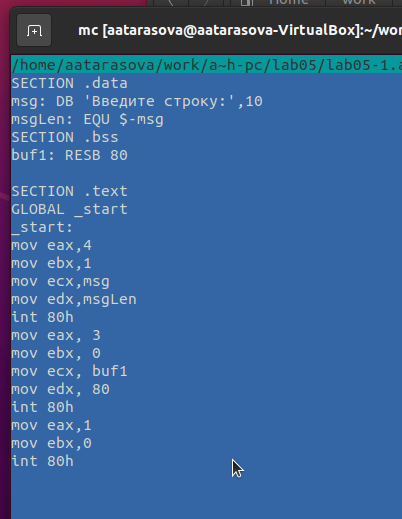 Home
work
mc [aatarasova@aatarasova-VirtualBox]:~/wor
/home/aatarasova/work/a~h-pc/lab05/lab05-1.a
SECTION .data
msg: DB 'Введите строку:',10
msgLen: EQU $-msg
SECTION .bss
buf1: RESB 80

SECTION .text
GLOBAL _start
_start:
mov eax,4
mov ebx,1
mov ecx,msg
mov edx,msgLen
int 80h
mov eax, 3
mov ebx, 0
mov ecx, buf1
mov edx, 80
int 80h
mov eax,1
mov ebx,0
int 80h